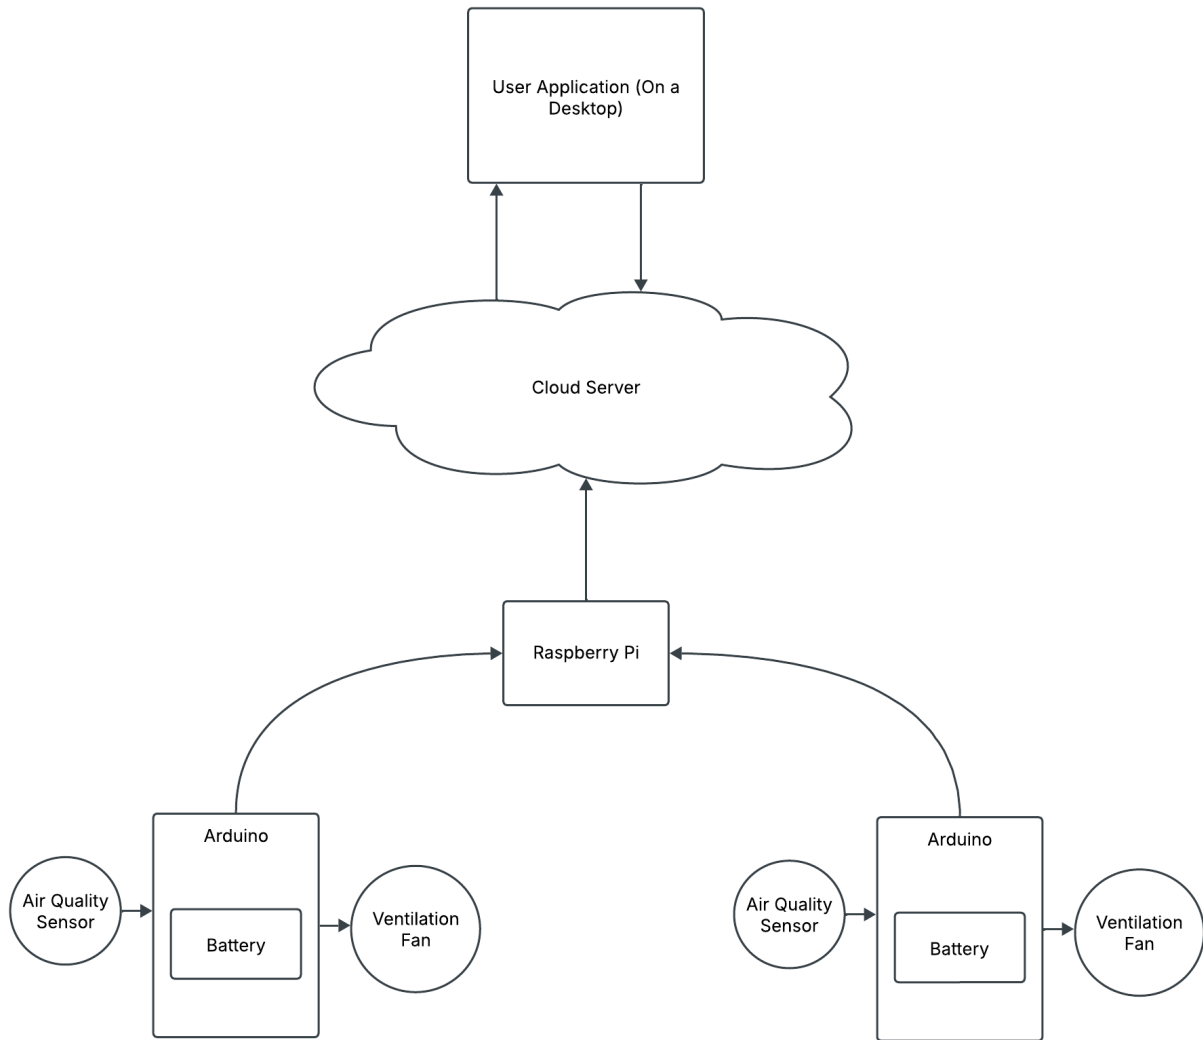 User Application (On a
Desktop)
Cloud Server
Raspberry Pi
Arduino
Air Quality
Sensor
Battery
Ventilation
Fan
Arduino
Air Quality
Sensor
Battery
Ventilation
Fan